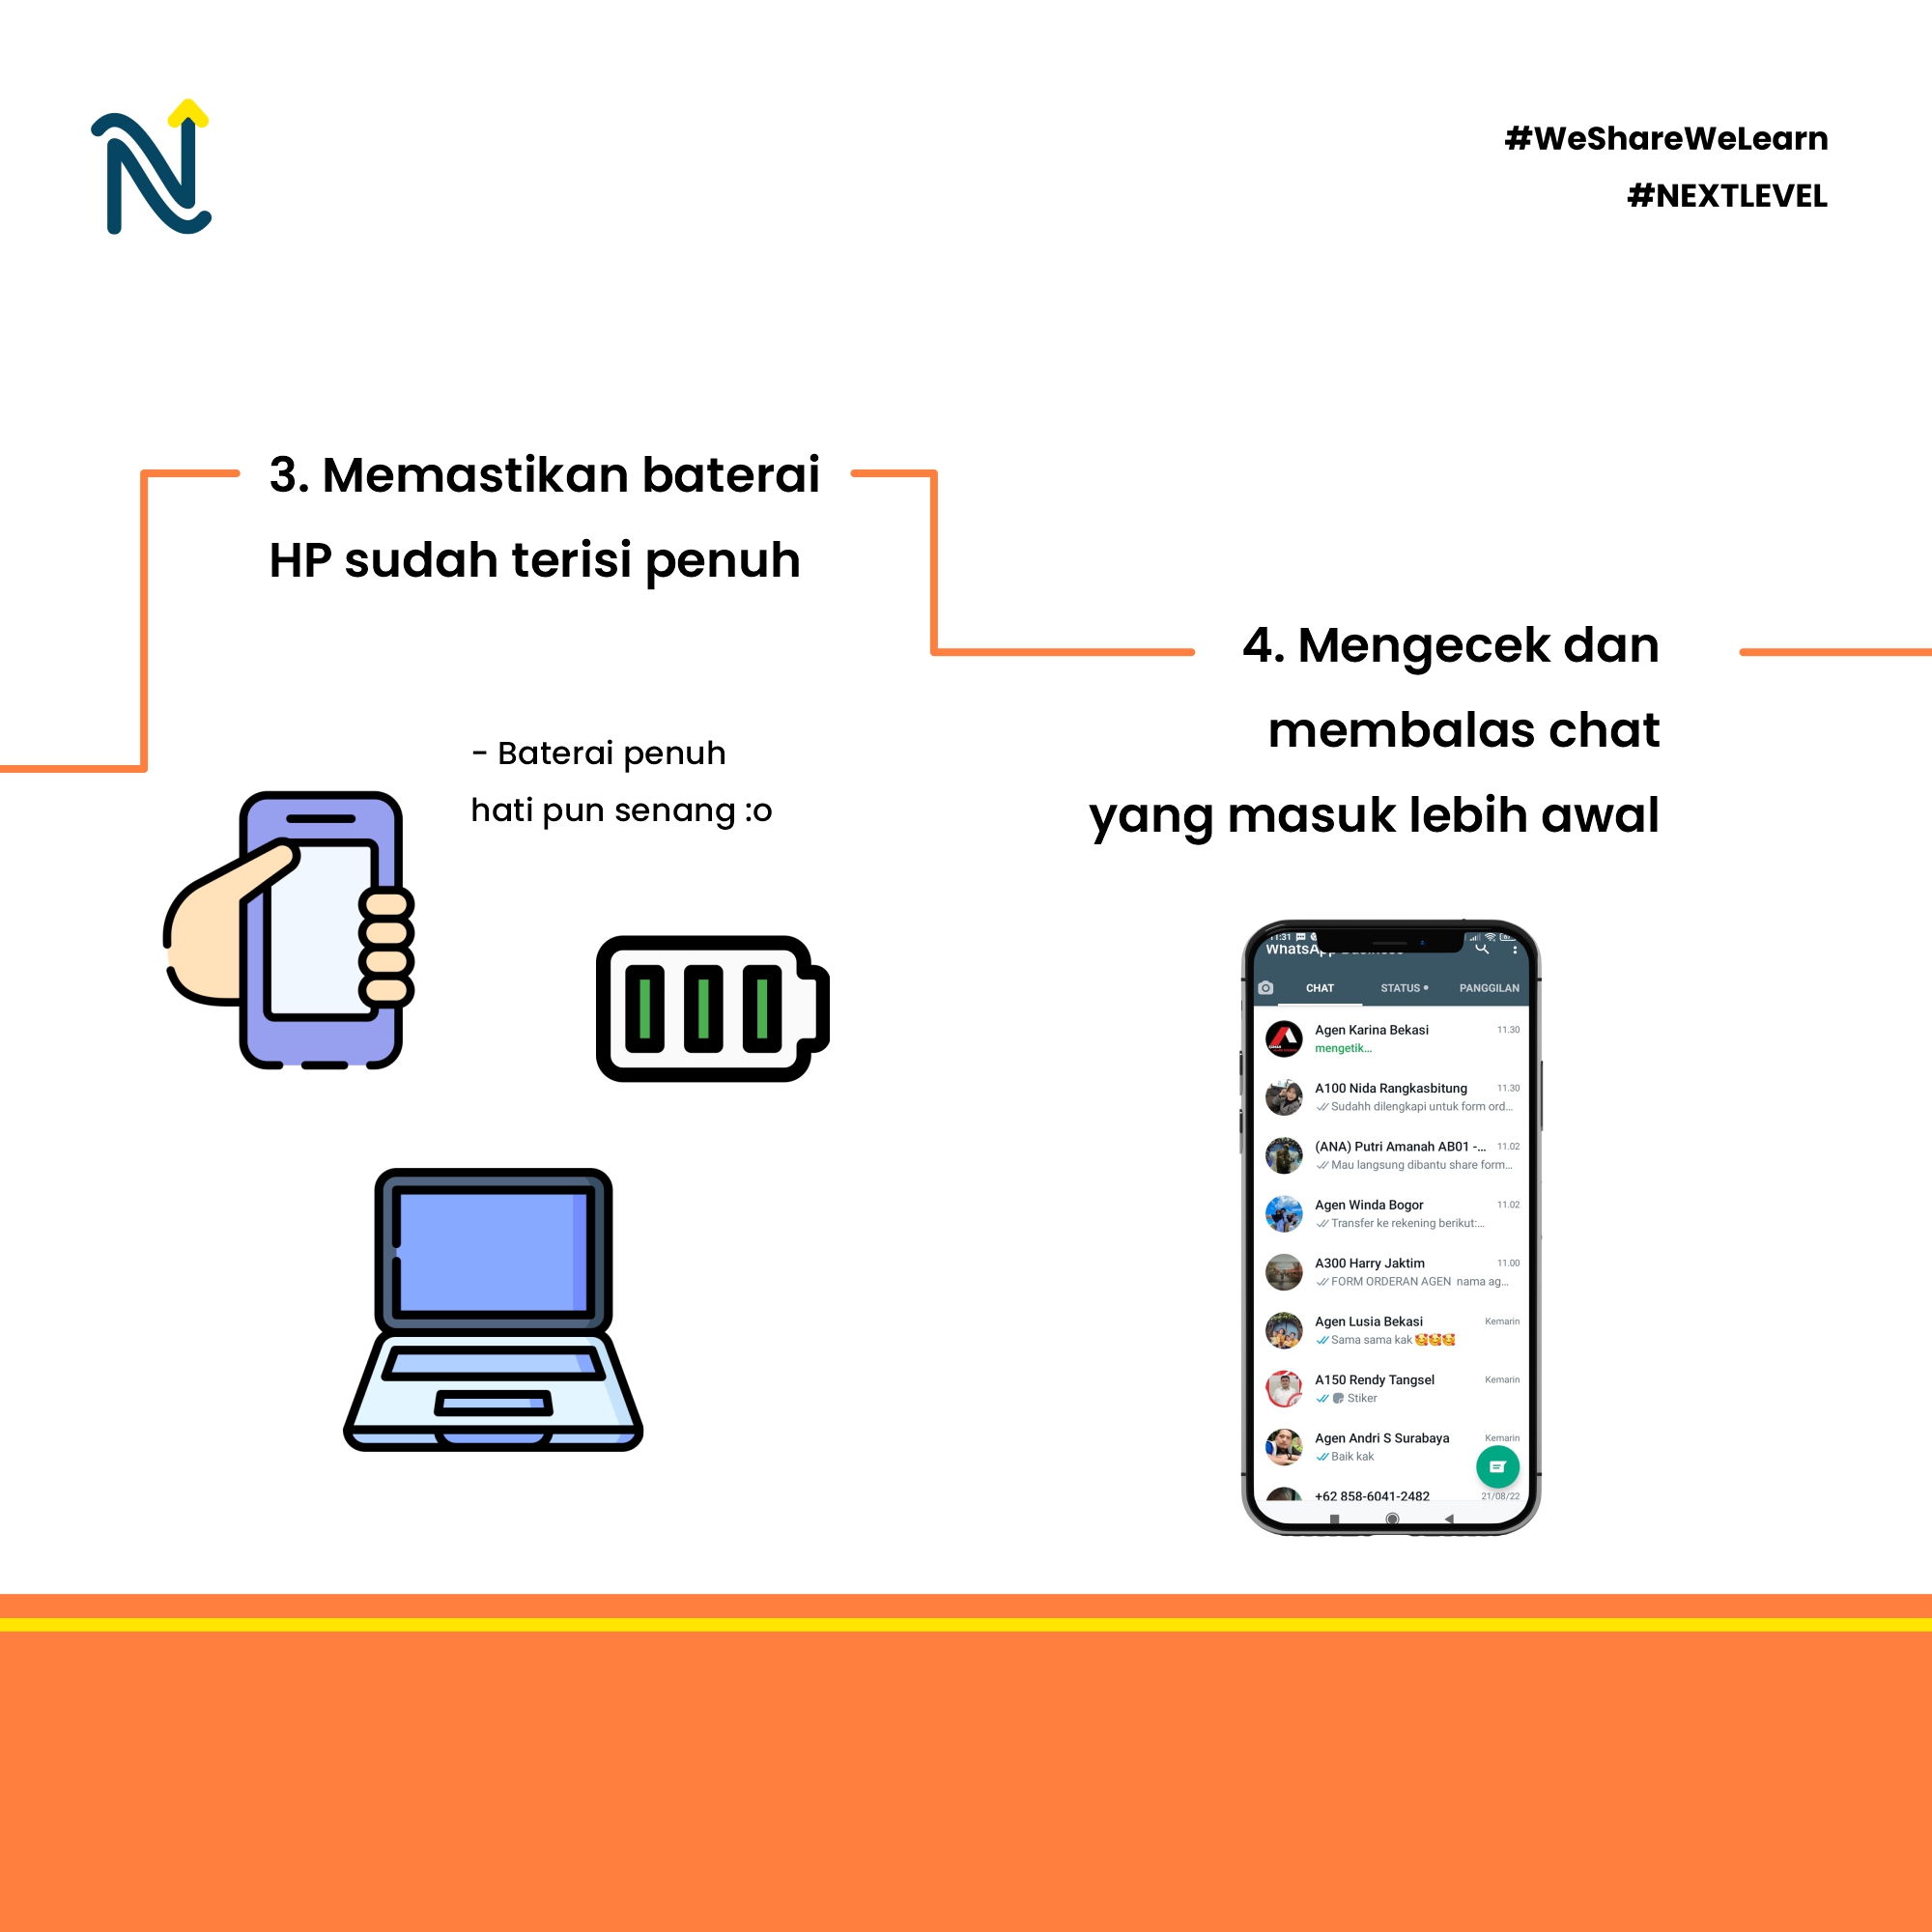 #WeShareWeLearn
#NEXTLEVEL
3. Memastikan baterai
HP sudah terisi penuh
- Baterai penuh
hati pun senang :o
4. Mengecek dan
membalas chat
yang masuk lebih awal
11:31
CHAT STATUS • PANGGILAN
Agen Karina Bekasi 11.30
mengetik...
A100 Nida Rangkasbitung 11.30
Sudahh dilengkapi untuk form ord...
(ANA) Putri Amanah AB01 -... 11.02
Mau langsung dibantu share form...
Agen Winda Bogor 11.02
Transfer ke rekening berikut:...
A300 Harry Jaktim 11.00
FORM ORDERAN AGEN nama ag...
Agen Lusia Bekasi Kemarin
Sama sama kak 🥰🥰🥰
A150 Rendy Tangsel Kemarin
Stiker
Agen Andri S Surabaya Kemarin
Baik kak
+62 858-6041-2482 21/08/22